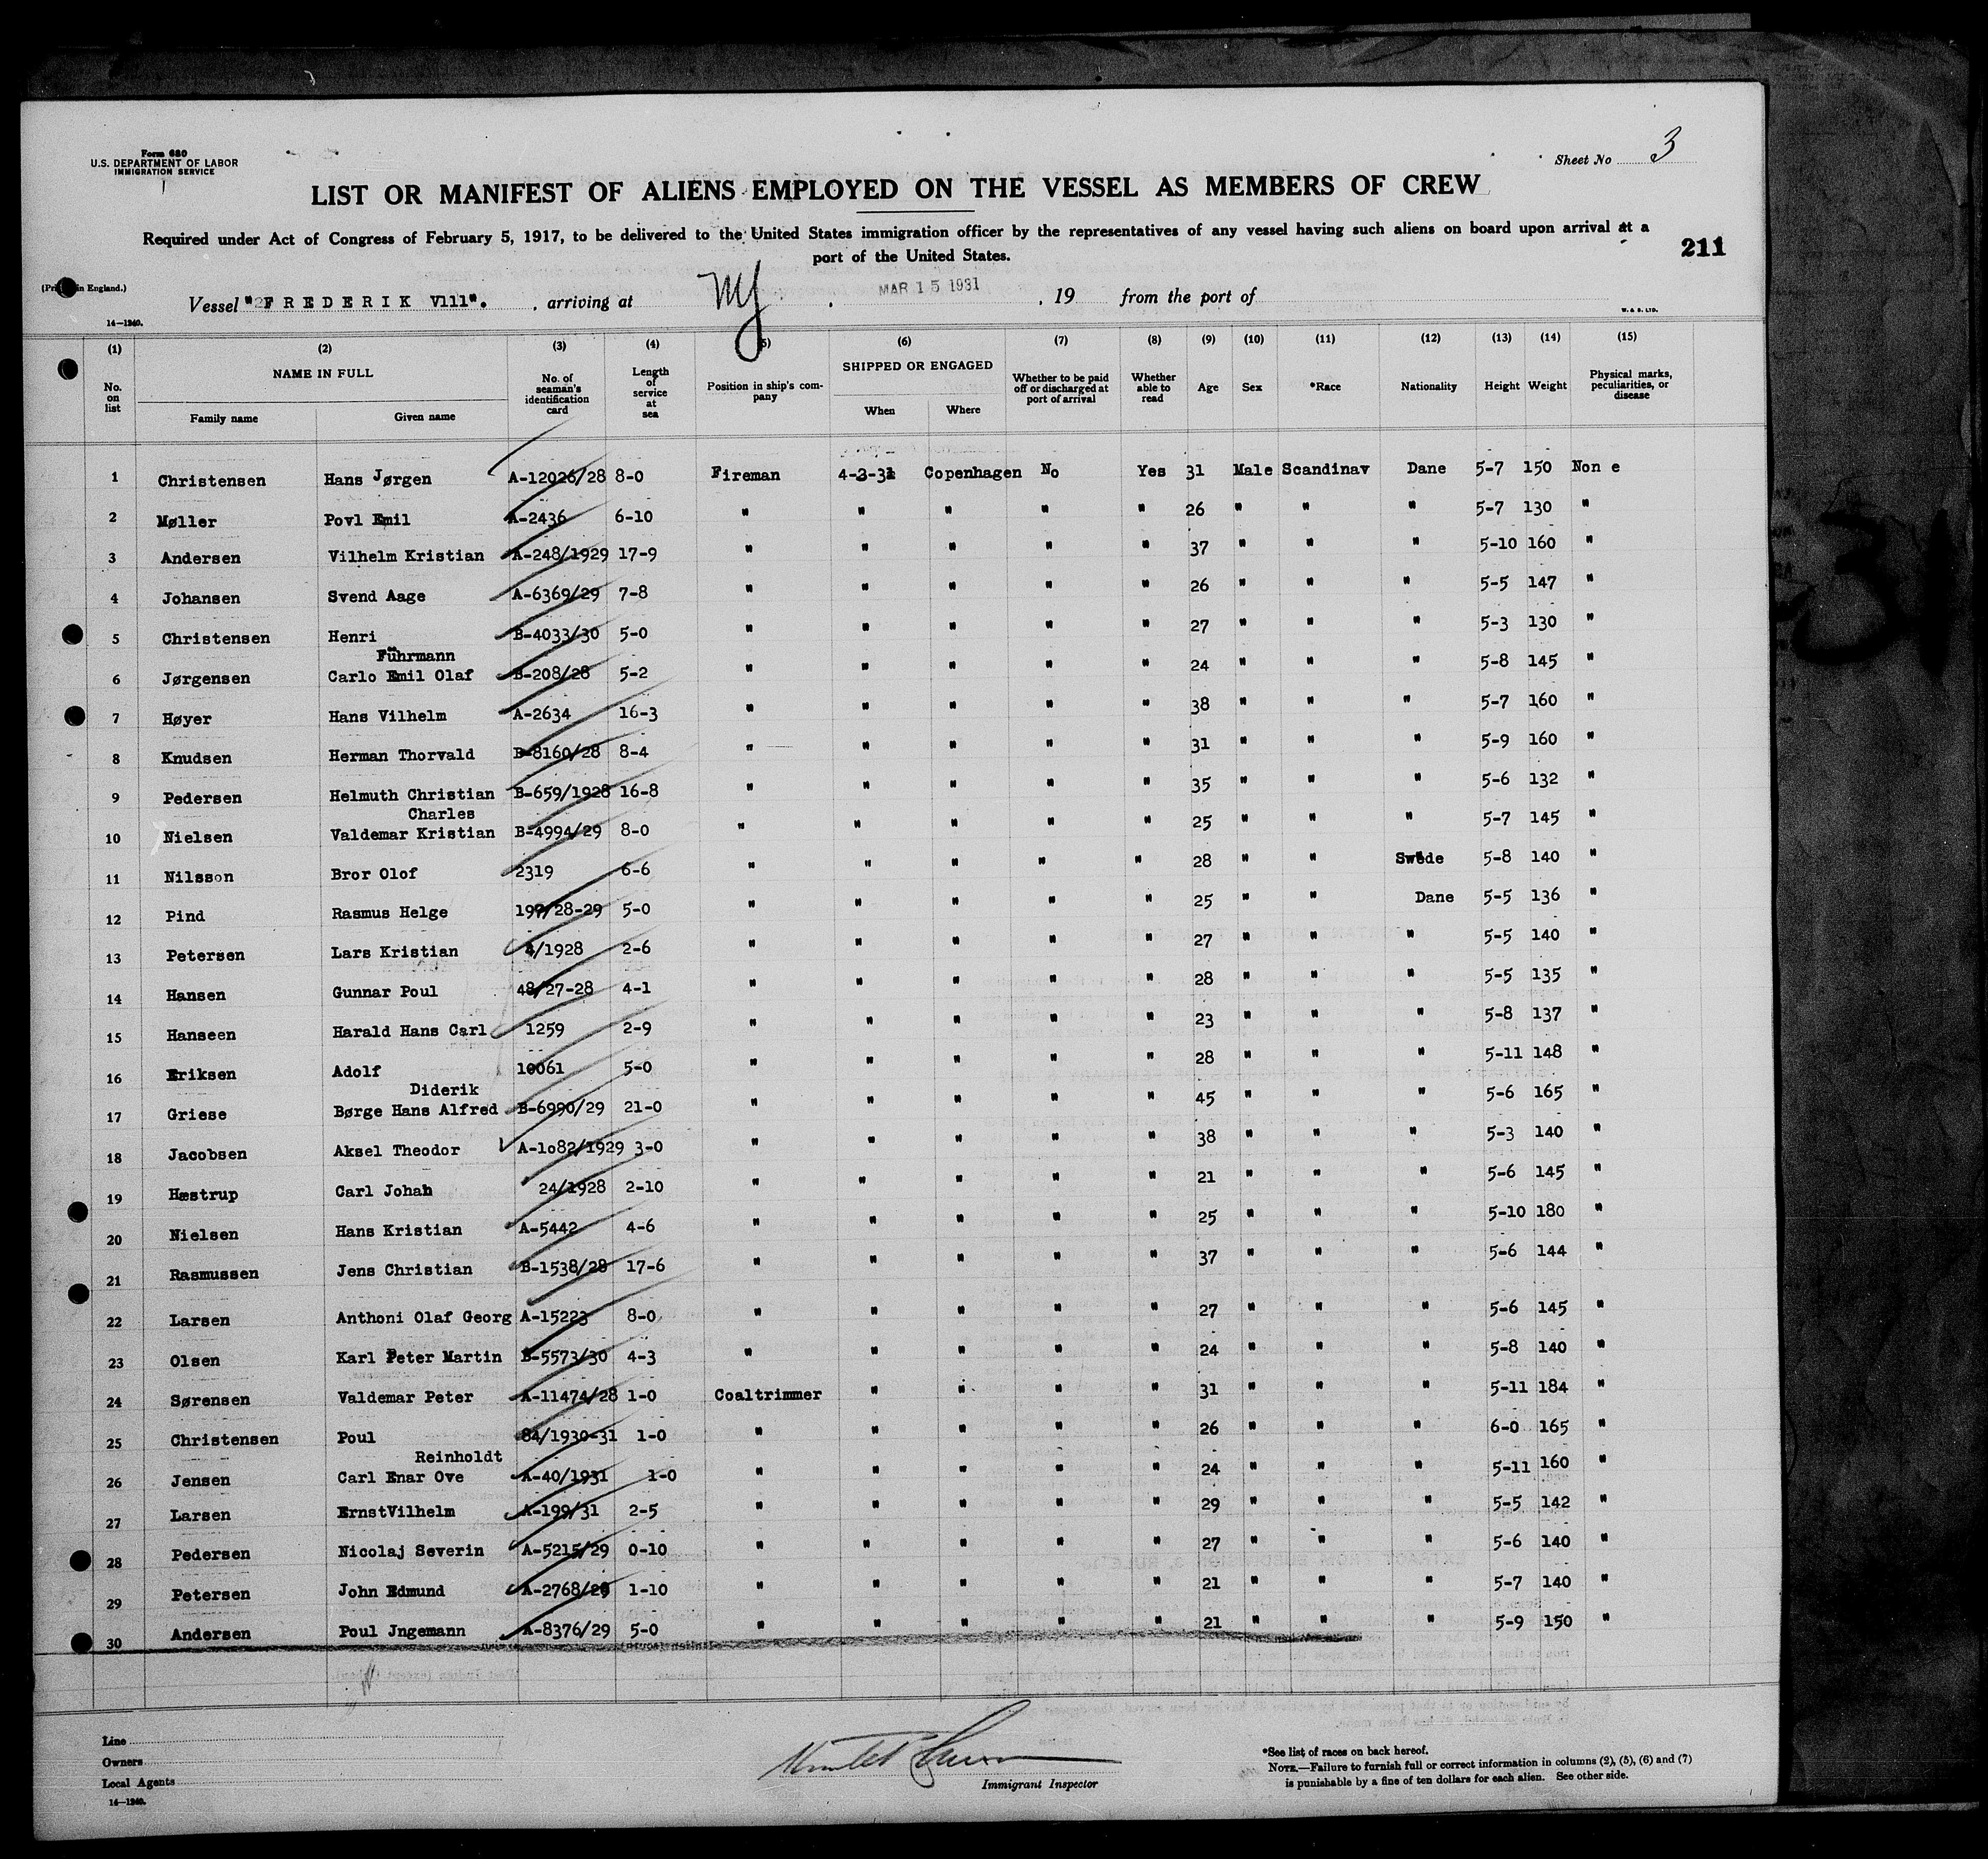 Form 680
U.S. DEPARTMENT OF LABOR
IMMIGRATION SERVICE
Sheet No 3
LIST OR MANIFEST OF ALIENS EMPLOYED ON THE VESSEL AS MEMBERS OF CREW
Required under Act of Congress of February 5, 1917, to be delivered to the United States immigration officer by the representatives of any vessel having such aliens on board upon arrival at a
port of the United States.
211
(Printed in England.)
Vessel "FREDERIK Vlll". , arriving at NY , MAR 15 1931 , 19 from the port of
14—1240.
W. & S. LTD.
(1) (2) (3) (4) (5) (6) (7) (8) (9) (10) (11) (12) (13) (14) (15)
No. on list NAME IN FULL Family name Given name No. of seaman's identification card Length of service at sea Position in ship's company SHIPPED OR ENGAGED When Where Whether to be paid off or discharged at port of arrival Whether able to read Age Sex *Race Nationality Height Weight Physical marks, peculiarities, or disease
1 Christensen Hans Jørgen A-12026/28 8-0 Fireman 4-3-31 Copenhagen No Yes 31 Male Scandinav Dane 5-7 150 Non e
2 Møller Povl Emil A-2436 6-10 " " " " " 26 " " " 5-7 130 "
3 Andersen Vilhelm Kristian A-248/1929 17-9 " " " " " 37 " " " 5-10 160 "
4 Johansen Svend Aage A-6369/29 7-8 " " " " " 26 " " " 5-5 147 "
5 Christensen Henri B-4033/30 5-0 " " " " " 27 " " " 5-3 130 "
Führmann
6 Jørgensen Carlo Emil Olaf B-208/28 5-2 " " " " " 24 " " " 5-8 145 "
7 Høyer Hans Vilhelm A-2634 16-3 " " " " " 38 " " " 5-7 160 "
8 Knudsen Herman Thorvald B-8160/28 8-4 " " " " " 31 " " " 5-9 160 "
9 Pedersen Helmuth Christian B-659/1928 16-8 " " " " " 35 " " " 5-6 132 "
Charles
10 Nielsen Valdemar Kristian B-4994/29 8-0 " " " " " 25 " " " 5-7 145 "
11 Nilsson Bror Olof 2319 6-6 " " " " " 28 " " Swede 5-8 140 "
12 Pind Rasmus Helge 199/28-29 5-0 " " " " " 25 " " Dane 5-5 136 "
13 Petersen Lars Kristian 4/1928 2-6 " " " " " 27 " " " 5-5 140 "
14 Hansen Gunnar Poul 48/27-28 4-1 " " " " " 28 " " " 5-5 135 "
15 Hanseen Harald Hans Carl 1259 2-9 " " " " " 23 " " " 5-8 137 "
16 Eriksen Adolf 10061 5-0 " " " " " 28 " " " 5-11 148 "
Diderik
17 Griese Børge Hans Alfred B-6990/29 21-0 " " " " " 45 " " " 5-6 165 "
18 Jacobsen Aksel Theodor A-1o82/1929 3-0 " " " " " 38 " " " 5-3 140 "
19 Hæstrup Carl Johah 24/1928 2-10 " " " " " 21 " " " 5-6 145 "
20 Nielsen Hans Kristian A-5442 4-6 " " " " " 25 " " " 5-10 180 "
21 Rasmussen Jens Christian B-1538/28 17-6 " " " " " 37 " " " 5-6 144 "
22 Larsen Anthoni Olaf Georg A-15223 8-0 " " " " " 27 " " " 5-6 145 "
23 Olsen Karl Peter Martin B-5573/30 4-3 " " " " " 24 " " " 5-8 140 "
24 Sørensen Valdemar Peter A-11474/28 1-0 Coaltrimmer " " " " 31 " " " 5-11 184 "
25 Christensen Poul 84/1930-31 1-0 " " " " " 26 " " " 6-0 165 "
Reinholdt
26 Jensen Carl Enar Ove A-40/1931 1-0 " " " " " 24 " " " 5-11 160 "
27 Larsen ErnstVilhelm A-199/31 2-5 " " " " " 29 " " " 5-5 142 "
28 Pedersen Nicolaj Severin A-5215/29 0-10 " " " " " 27 " " " 5-6 140 "
29 Petersen John Edmund A-2768/28 1-10 " " " " " 21 " " " 5-7 140 "
30 Andersen Poul Jngemann A-8376/29 5-0 " " " " " 21 " " " 5-9 150 "
Line
Owners
Local Agents
14—1240.
Immigrant Inspector
*See list of races on back hereof.
NOTE.—Failure to furnish full or correct information in columns (2), (5), (6) and (7)
is punishable by a fine of ten dollars for each alien. See other side.